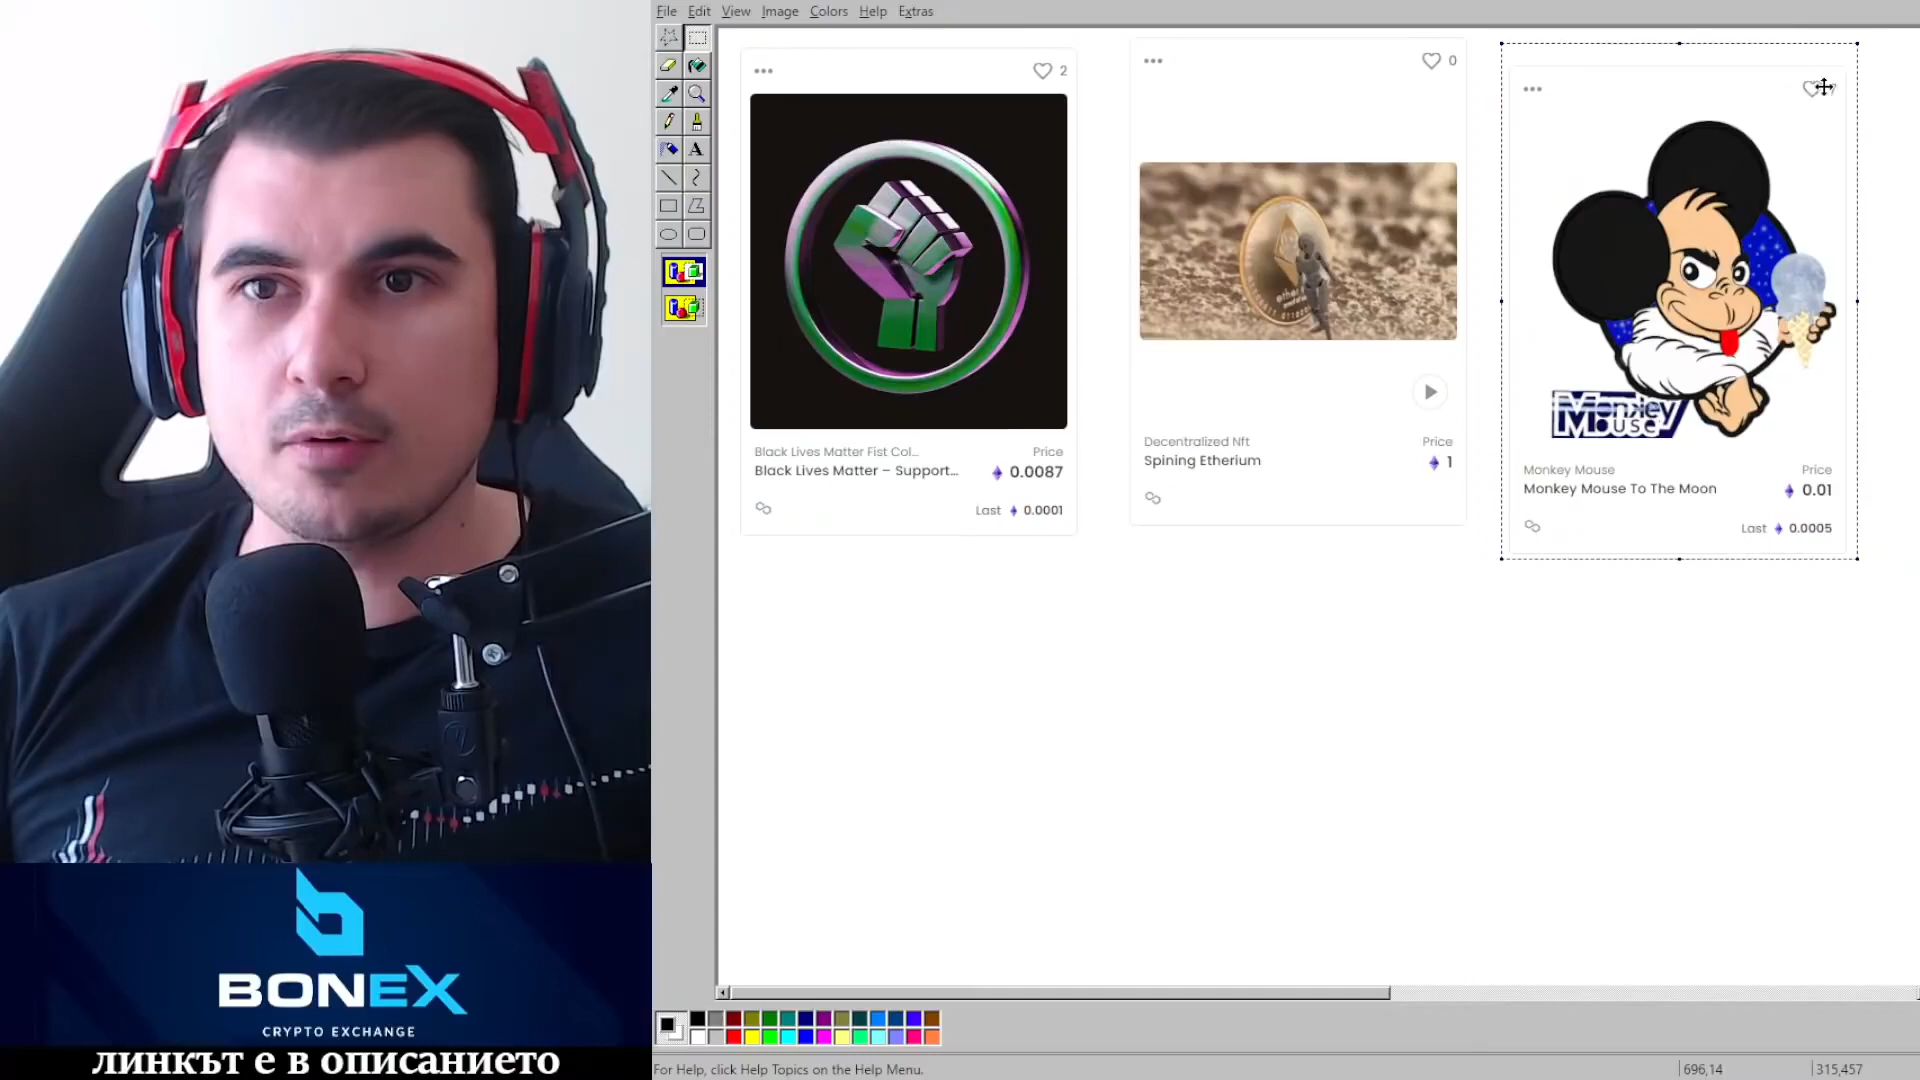 File Edit View Image Colors Help Extras
2
Black Lives Matter Fist Col...
Price
Black Lives Matter – Support...
0.0087
Last 0.0001
0
Decentralized Nft
Price
Spining Etherium
1
Monkey
Mouse
Monkey Mouse
Price
Monkey Mouse To The Moon
0.01
Last 0.0005
BONEX
CRYPTO EXCHANGE
линкът е в описанието
For Help, click Help Topics on the Help Menu.
696,14
315,457